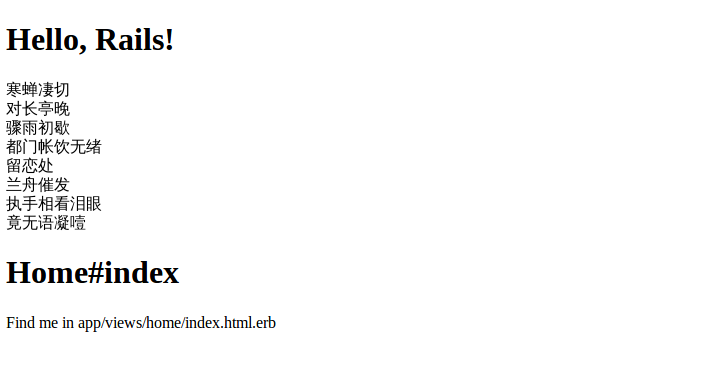 Hello, Rails!
寒蝉凄切
对长亭晚
骤雨初歇
都门帐饮无绪
留恋处
兰舟催发
执手相看泪眼
竟无语凝噎
Home#index
Find me in app/views/home/index.html.erb